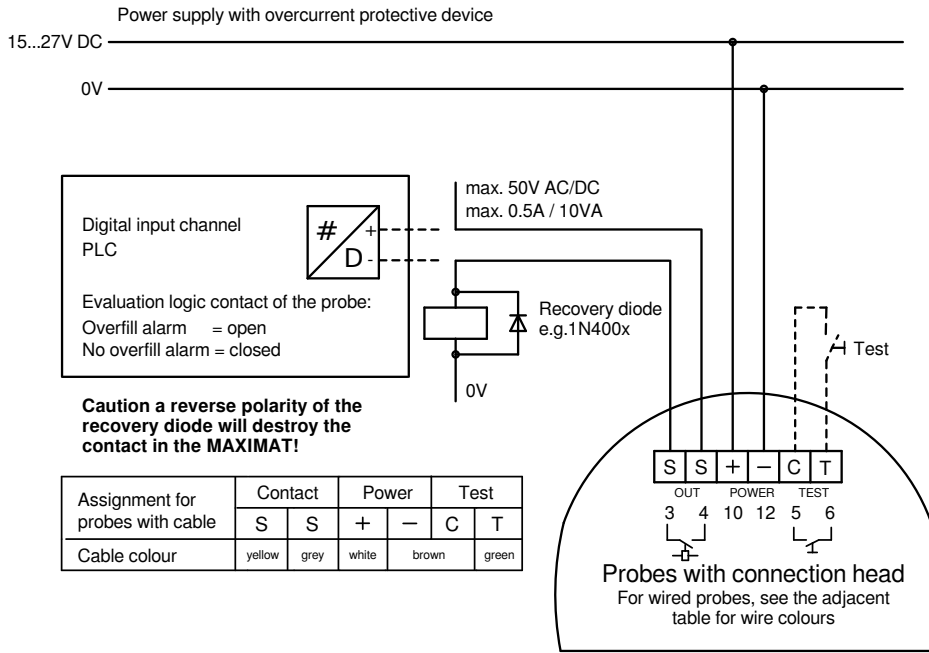 Power supply with overcurrent protective device
15...27V DC
0V
max. 50V AC/DC
max. 0.5A / 10VA
Digital input channel
PLC
# +
D -
Evaluation logic contact of the probe:
Overfill alarm = open
No overfill alarm = closed
Recovery diode
e.g.1N400x
0V
Test
Caution a reverse polarity of the
recovery diode will destroy the
contact in the MAXIMAT!
Assignment for
probes with cable
Contact Power Test
S S + − C T
Cable colour yellow grey white brown green
S S + − C T
OUT POWER TEST
3 4 10 12 5 6
Probes with connection head
For wired probes, see the adjacent
table for wire colours